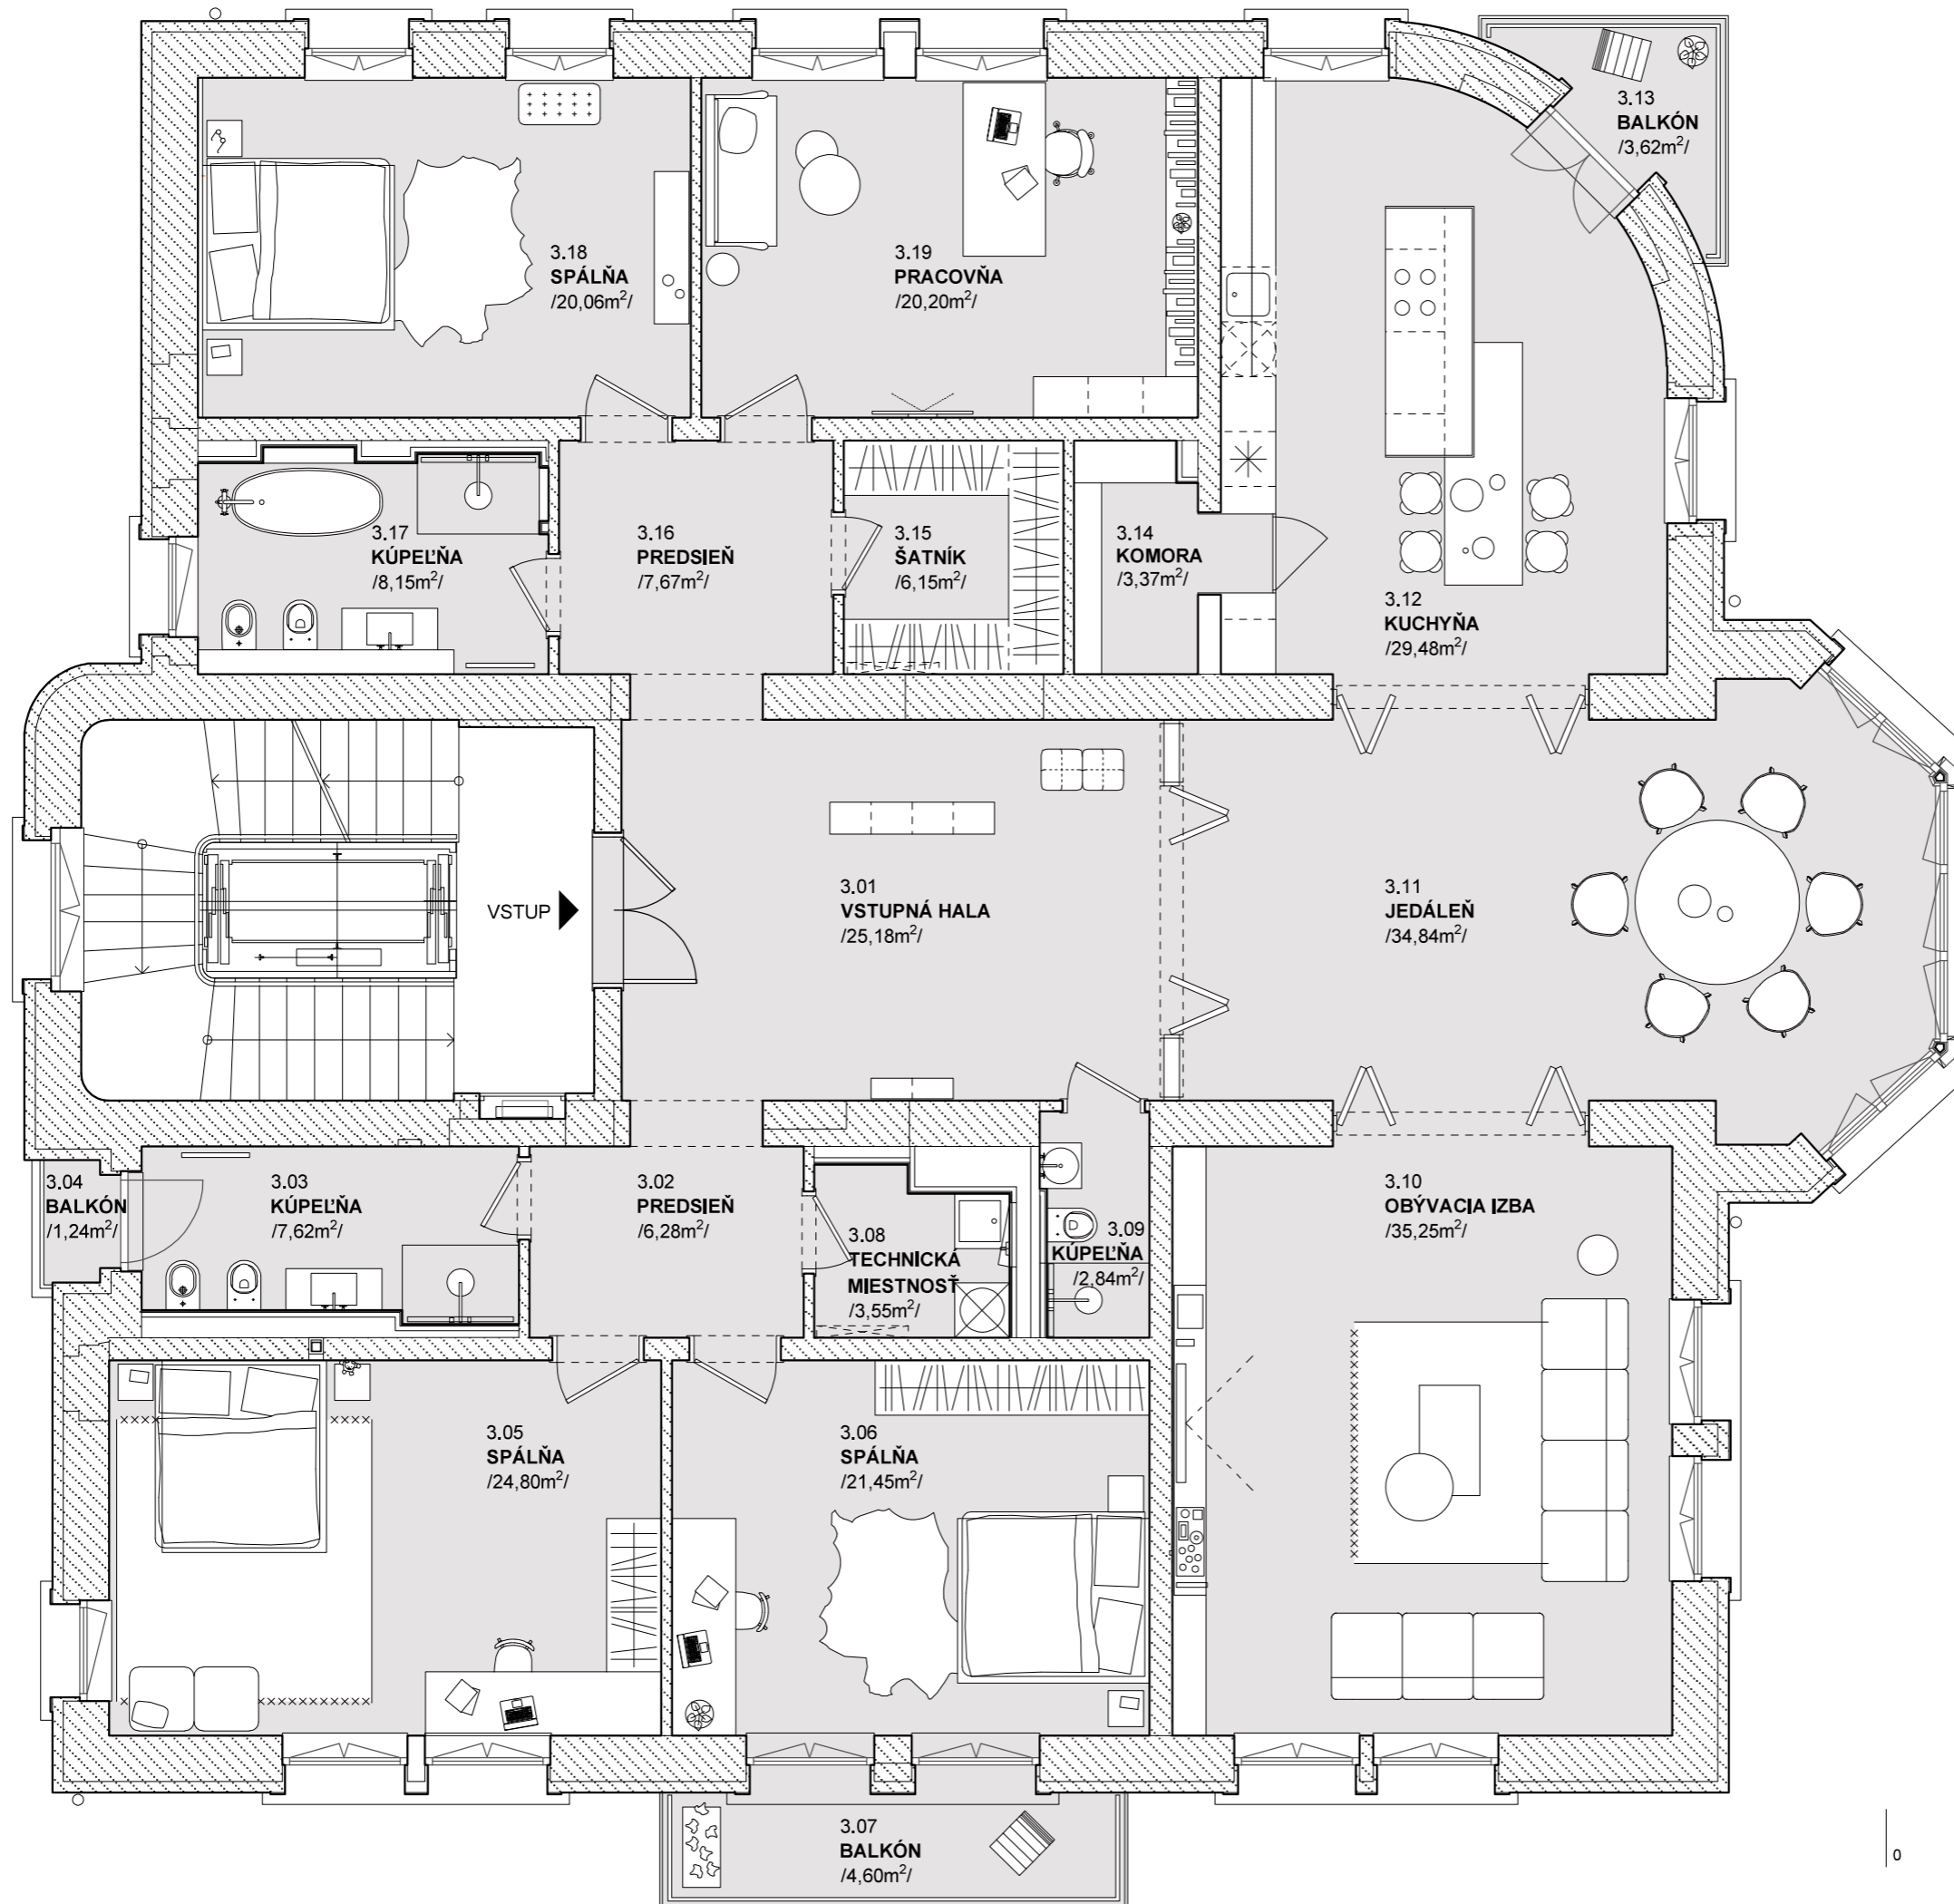 3.13
BALKÓN
/3,62m²/
3.18
SPÁLŇA
/20,06m²/
3.19
PRACOVŇA
/20,20m²/
3.17
KÚPEĽŇA
/8,15m²/
3.16
PREDSIEŇ
/7,67m²/
3.15
ŠATNÍK
/6,15m²/
3.14
KOMORA
/3,37m²/
3.12
KUCHYŇA
/29,48m²/
VSTUP
3.01
VSTUPNÁ HALA
/25,18m²/
3.11
JEDÁLEŇ
/34,84m²/
3.04
BALKÓN
/1,24m²/
3.03
KÚPEĽŇA
/7,62m²/
3.02
PREDSIEŇ
/6,28m²/
3.08
TECHNICKÁ
MIESTNOSŤ
/3,55m²/
3.09
KÚPEĽŇA
/2,84m²/
3.10
OBÝVACIA IZBA
/35,25m²/
3.05
SPÁLŇA
/24,80m²/
3.06
SPÁLŇA
/21,45m²/
3.07
BALKÓN
/4,60m²/
0